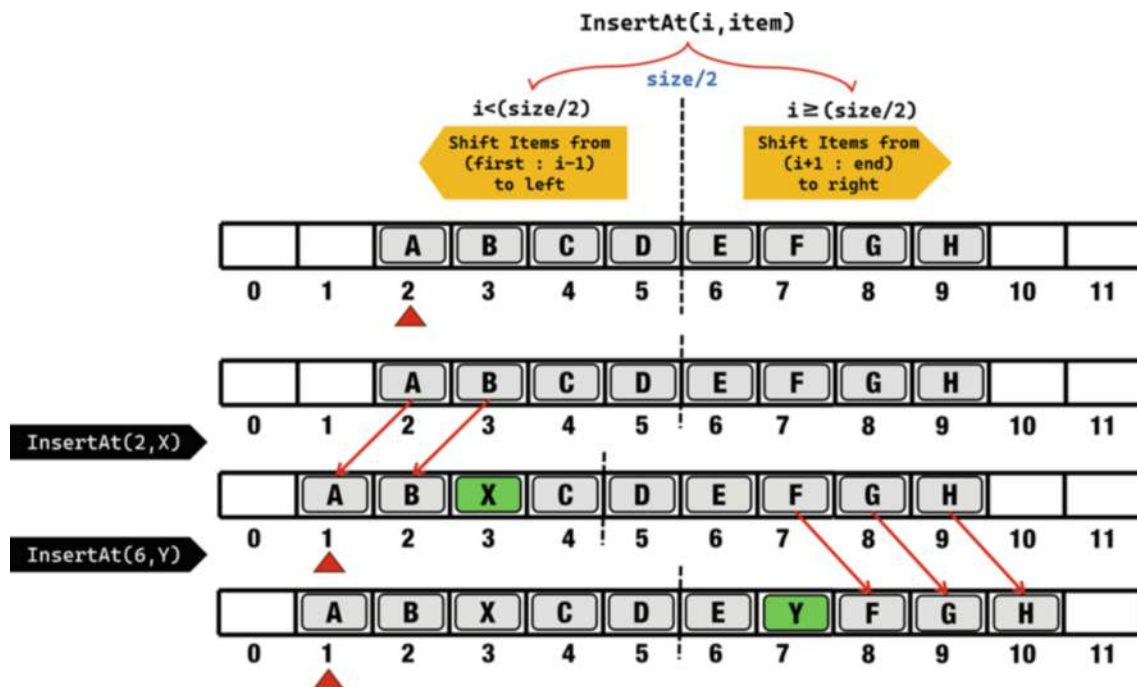 InsertAt(i,item)
size/2
i<(size/2) i≥(size/2)
Shift Items from
(first : i-1)
to left
Shift Items from
(i+1 : end)
to right
A B C D E F G H
0 1 2 3 4 5 6 7 8 9 10 11
A B C D E F G H
0 1 2 3 4 5 6 7 8 9 10 11
InsertAt(2,X)
A B X C D E F G H
0 1 2 3 4 5 6 7 8 9 10 11
InsertAt(6,Y)
A B X C D E Y F G H
0 1 2 3 4 5 6 7 8 9 10 11